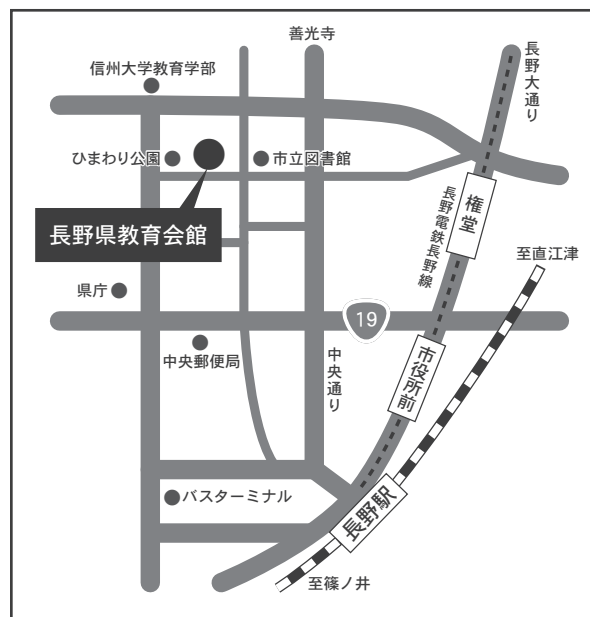 善光寺
長野大通り
信州大学教育学部
ひまわり公園
市立図書館
長野県教育会館
権堂
長野電鉄長野線
至直江津
県庁
19
中央郵便局
中央通り
市役所前
バスターミナル
長野駅
至篠ノ井